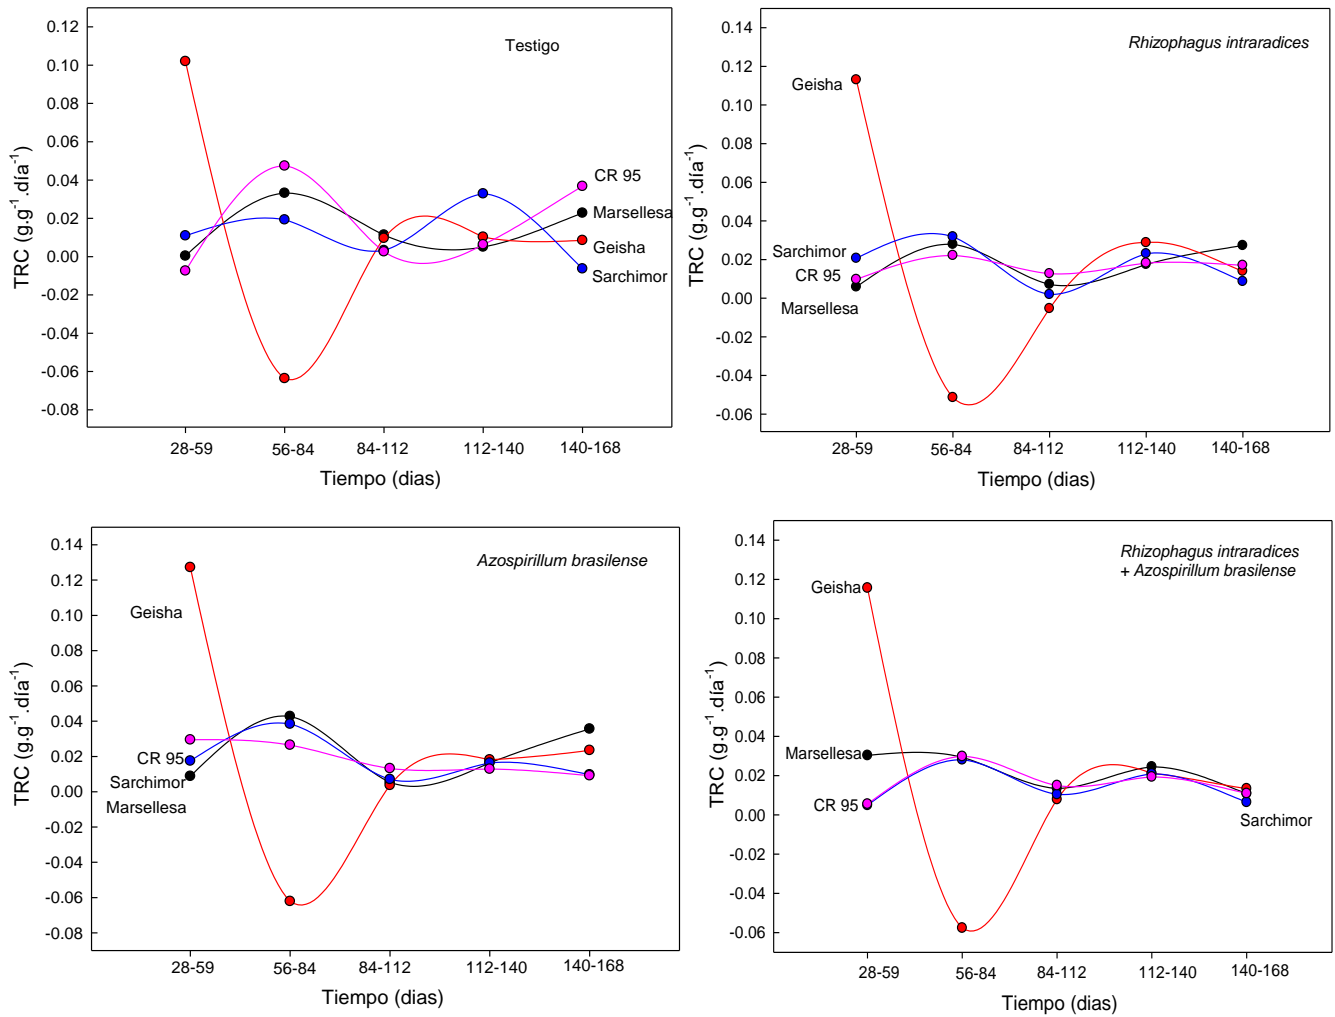 Testigo
0.12
0.10
0.08
0.06
0.04
0.02
0.00
-0.02
-0.04
-0.06
-0.08
TRC (g.g⁻¹.día⁻¹)
CR 95
Marsellesa
Geisha
Sarchimor
28-59 56-84 84-112 112-140 140-168
Tiempo (dias)
Rhizophagus intraradices
0.14
0.12
0.10
0.08
0.06
0.04
0.02
0.00
-0.02
-0.04
-0.06
TRC (g.g⁻¹.día⁻¹)
Geisha
Sarchimor
CR 95
Marsellesa
28-59 56-84 84-112 112-140 140-168
Tiempo (dias)
Azospirillum brasilense
0.14
0.12
0.10
0.08
0.06
0.04
0.02
0.00
-0.02
-0.04
-0.06
-0.08
TRC (g.g⁻¹.día⁻¹)
Geisha
CR 95
Sarchimor
Marsellesa
28-59 56-84 84-112 112-140 140-168
Tiempo (dias)
Rhizophagus intraradices
+ Azospirillum brasilense
0.14
0.12
0.10
0.08
0.06
0.04
0.02
0.00
-0.02
-0.04
-0.06
TRC (g.g⁻¹.día⁻¹)
Geisha
Marsellesa
CR 95
Sarchimor
28-59 56-84 84-112 112-140 140-168
Tiempo (dias)